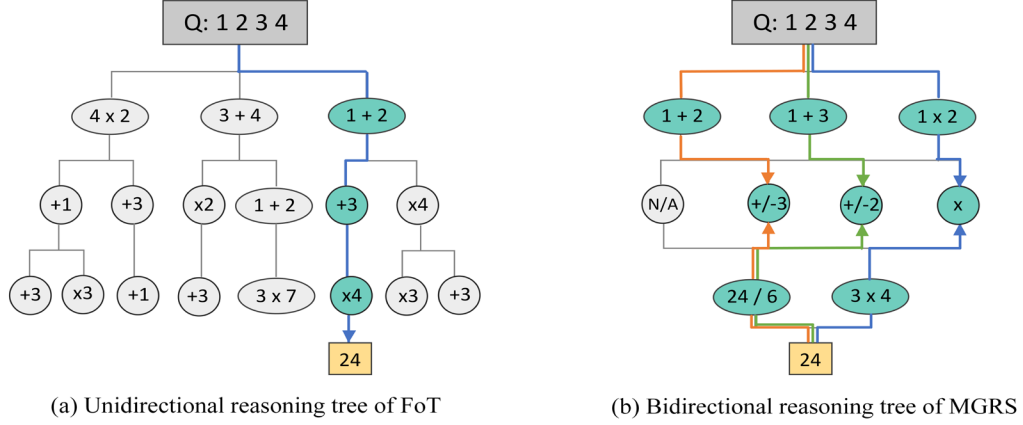 Q: 1 2 3 4
4 x 2
3 + 4
1 + 2
+1
+3
x2
1 + 2
+3
x4
+3
x3
+1
+3
3 x 7
x4
x3
+3
24
(a) Unidirectional reasoning tree of FoT
Q: 1 2 3 4
1 + 2
1 + 3
1 x 2
N/A
+/-3
+/-2
x
24 / 6
3 x 4
24
(b) Bidirectional reasoning tree of MGRS